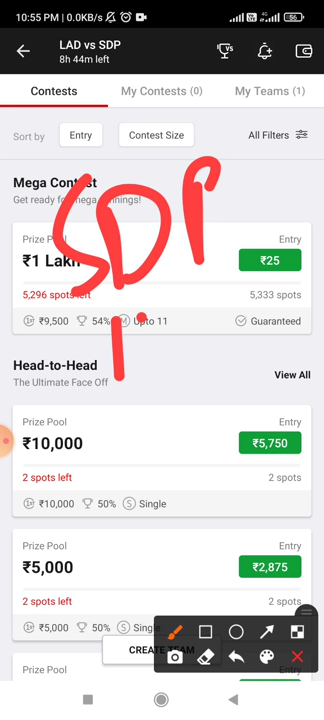 10:55 PM | 0.0KB/s
56
LAD vs SDP
8h 44m left
VS
Contests
My Contests (0)
My Teams (1)
Sort by
Entry
Contest Size
All Filters
Mega Contest
Get ready for mega winnings!
SDP
1.
Prize Pool
Entry
₹1 Lakh
₹25
5,296 spots left
5,333 spots
1st ₹9,500
54%
M Upto 11
Guaranteed
Head-to-Head
View All
The Ultimate Face Off
Prize Pool
Entry
₹10,000
₹5,750
2 spots left
2 spots
1st ₹10,000
50%
S Single
Prize Pool
Entry
₹5,000
₹2,875
2 spots left
2 spots
1st ₹5,000
50%
S Single
CREATE TEAM
Prize Pool